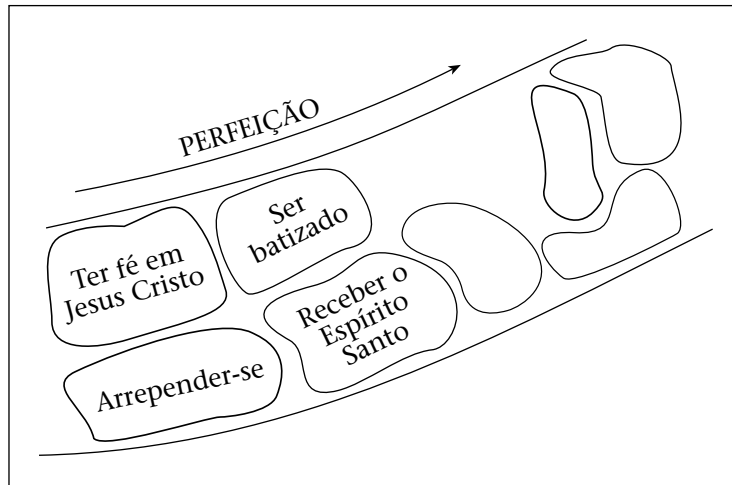 PERFEIÇÃO
Ter fé em
Jesus Cristo
Arrepender-se
Ser
batizado
Receber o
Espírito
Santo